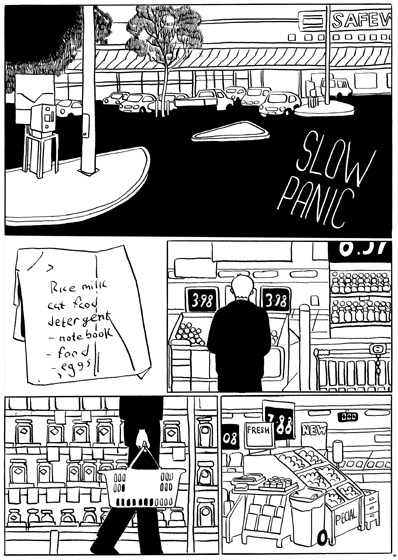 SAFEW
SLOW
PANIC
Rice milk
cat food
detergent
- notebook
- food
- eggs
6.57
3.98
3.98
7.88
08
FRESH
NEW
PECIAL